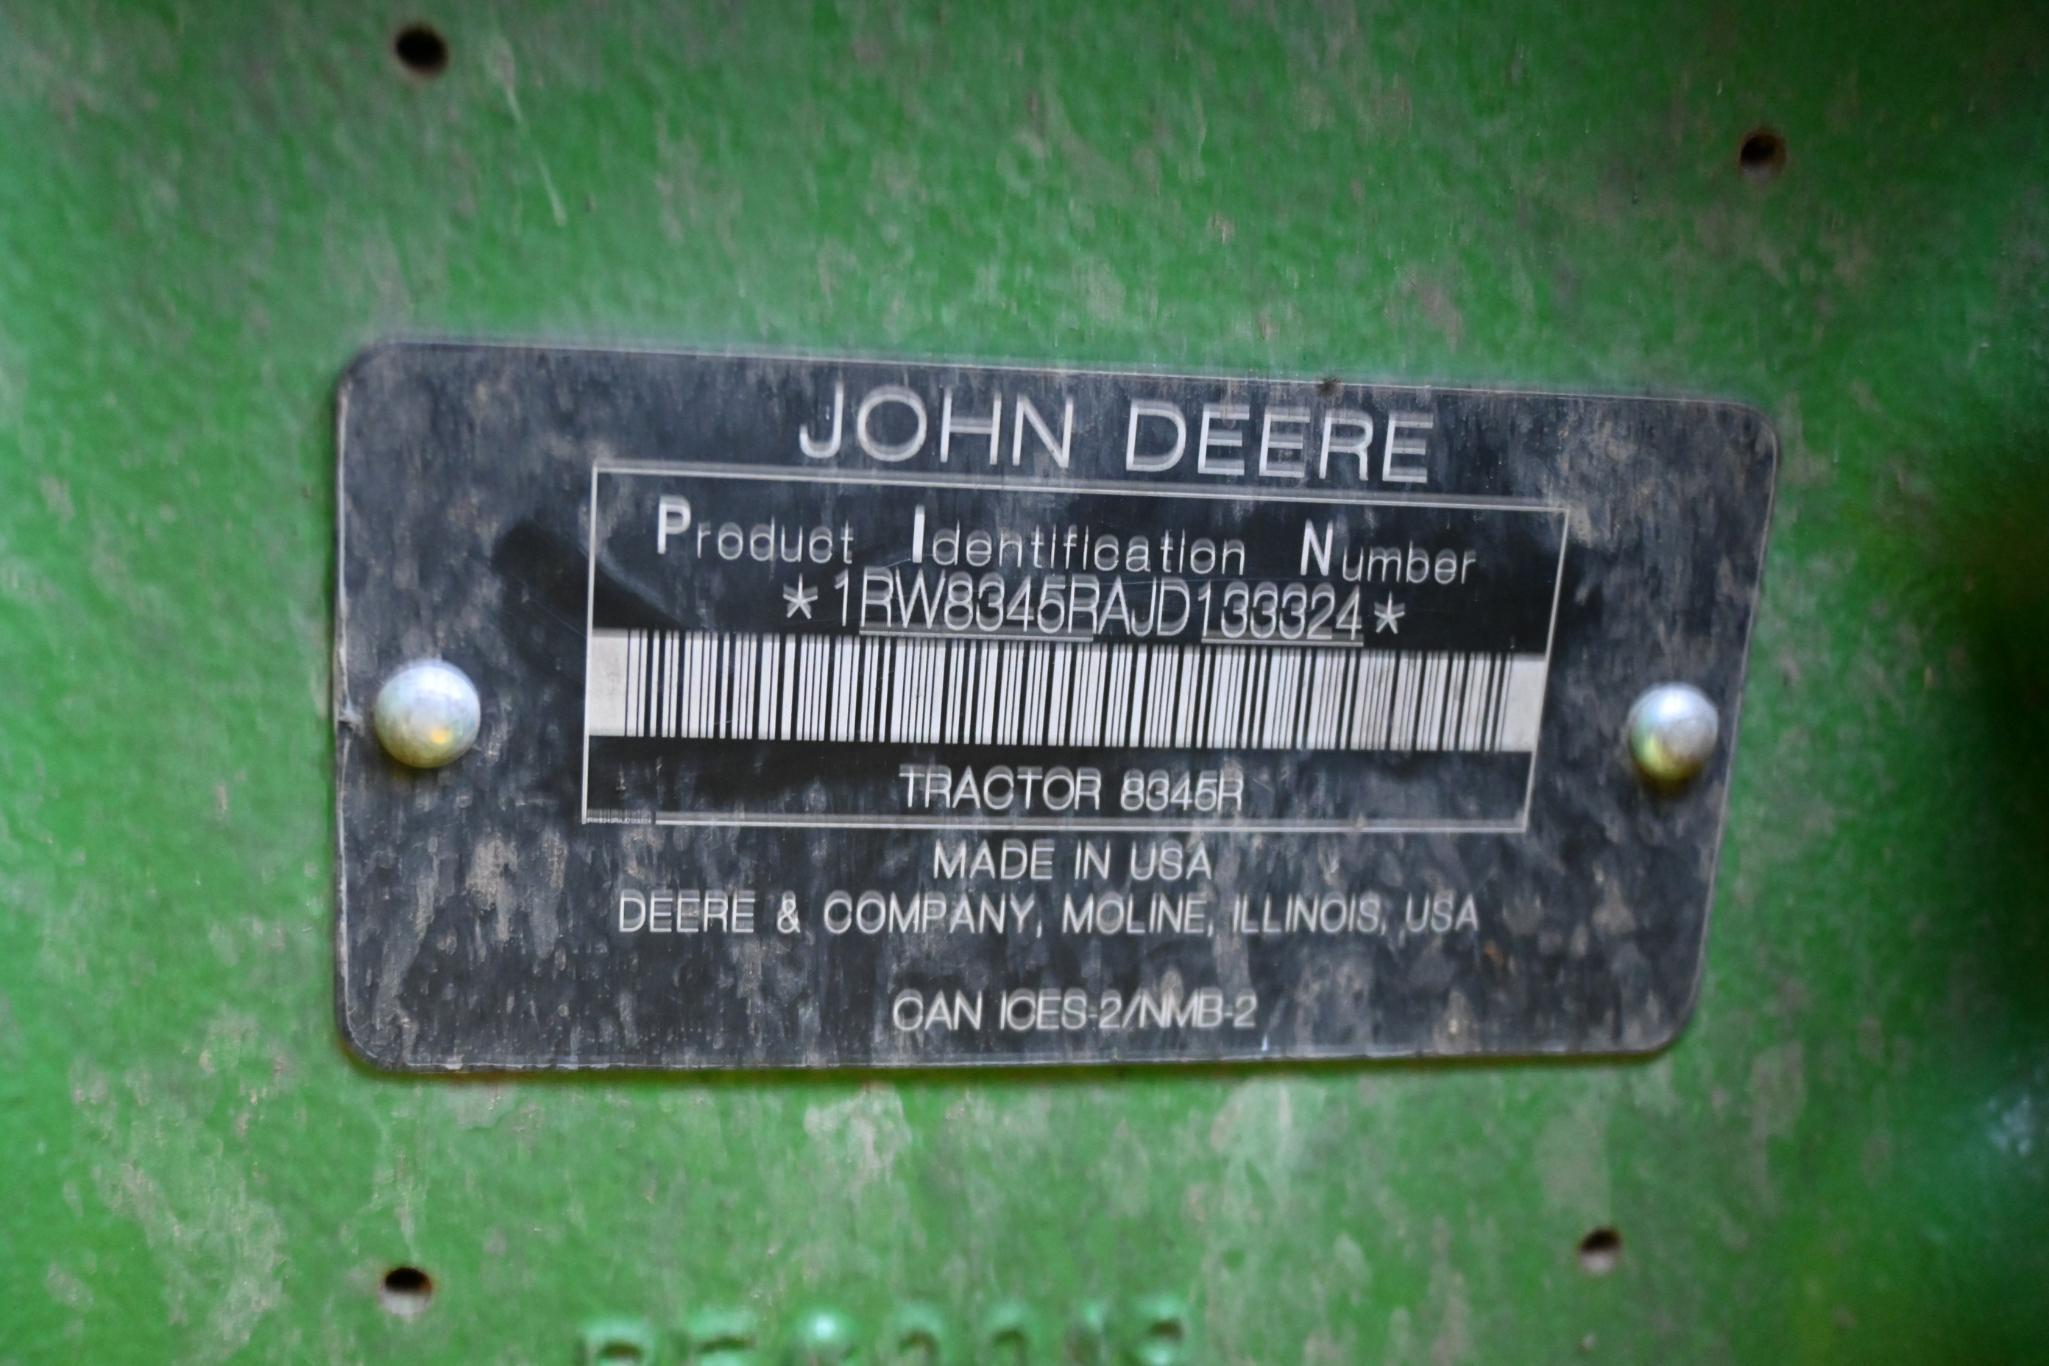 JOHN DEERE
Product Identification Number
*1RW8345RAJD133324*
TRACTOR 8345R
MADE IN USA
DEERE & COMPANY, MOLINE, ILLINOIS, USA
CAN ICES-2/NMB-2